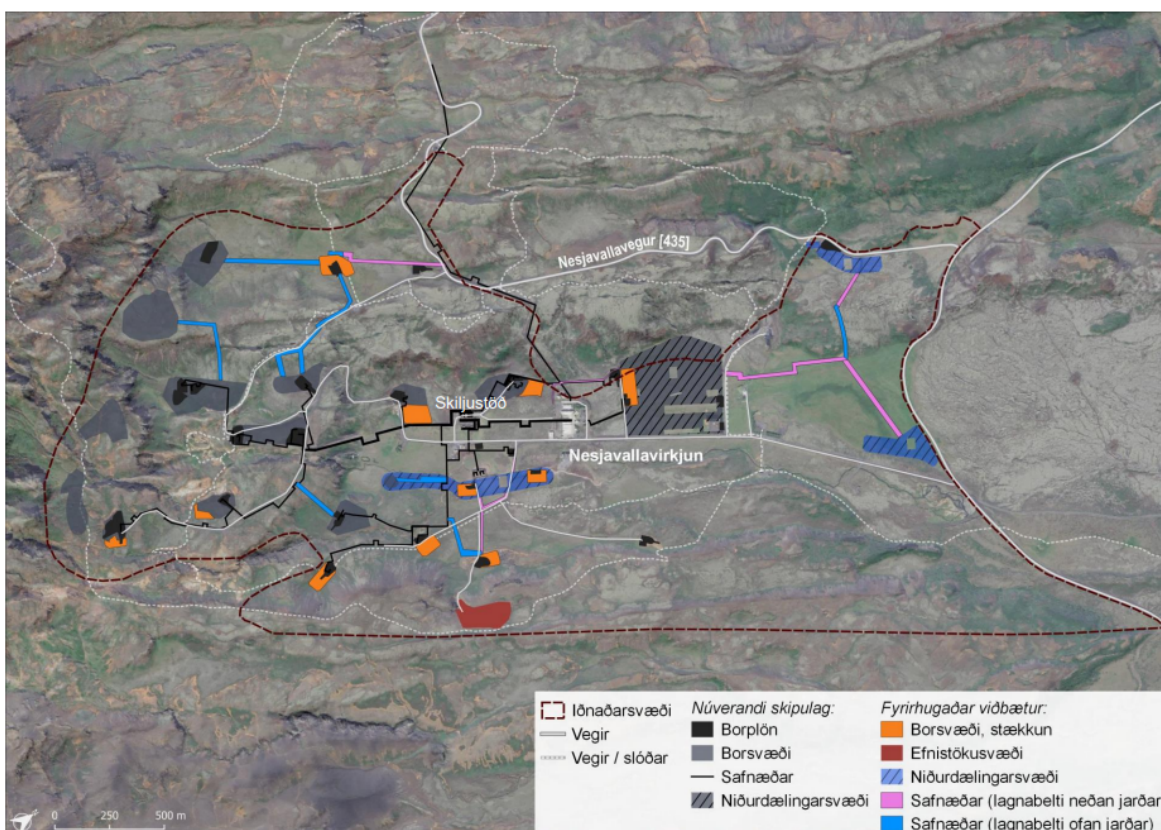 Nesjavallavegur [435]
Skiljustöð
Nesjavallavirkjun
Iðnaðarsvæði
Vegir
Vegir / slóðar
Núverandi skipulag:
Borplön
Borsvæði
Safnæðar
Niðurdælingarsvæði
Fyrirhugaðar viðbætur:
Borsvæði, stækkun
Efnistökusvæði
Niðurdælingarsvæði
Safnæðar (lagnabelti neðan jarðar)
Safnæðar (lagnabelti ofan jarðar)
0 250 500 m